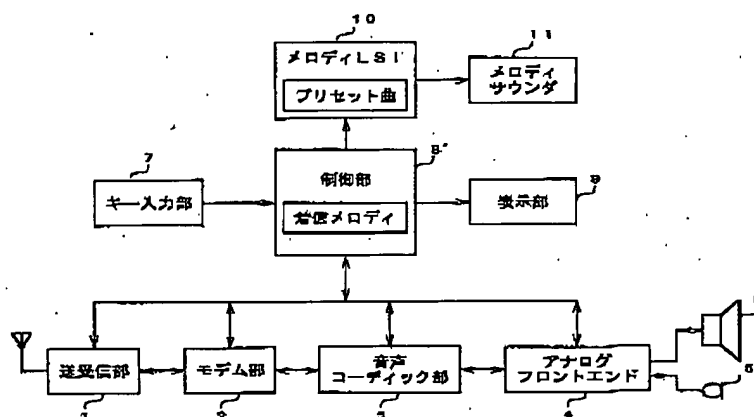 10
メロディLSI
プリセット曲
11
メロディ
サウンダ
7
キー入力部
8
制御部
着信メロディ
9
表示部
送受信部
モデム部
音声
コーディック部
アナログ
フロントエンド